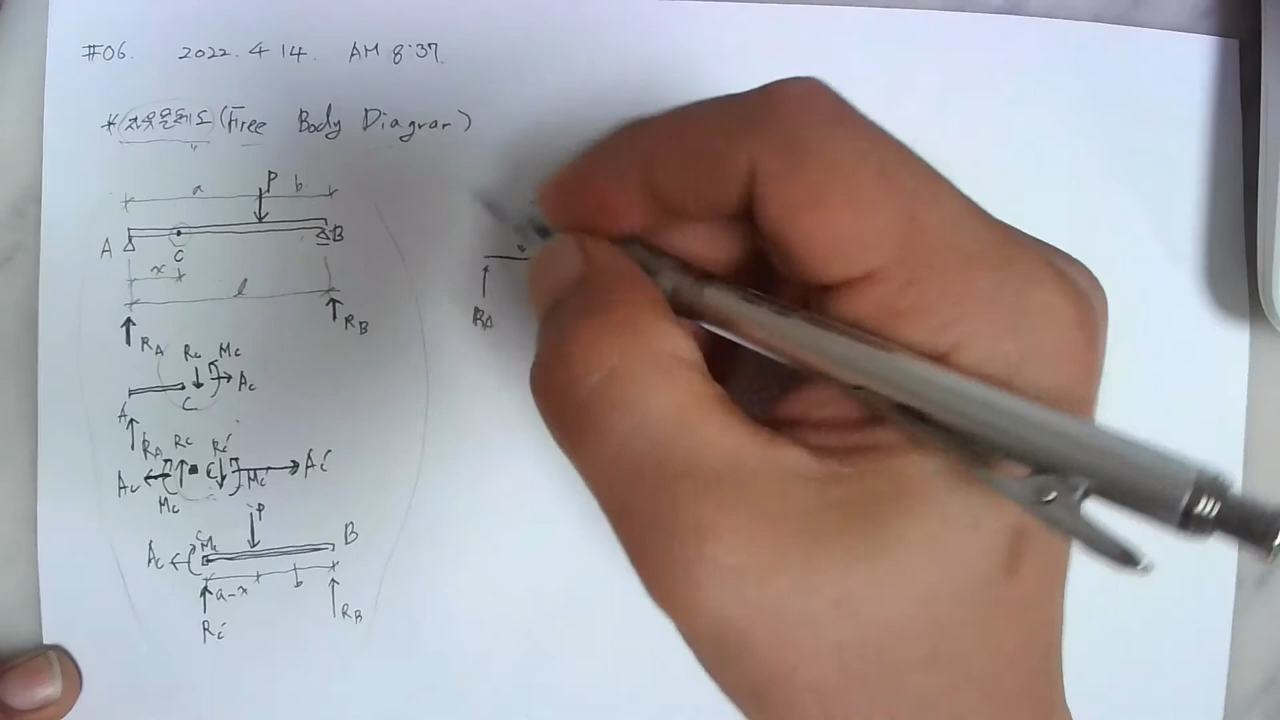 #06. 2022. 4 14. AM 8:37.
* 자유물체도 (Free Body Diagram)
a P b
A B
C
x
l
RA RB
Rc Mc
Ac
A C
RA
Rc Rc'
Ac C Ac'
Mc Mc'
P
Mc B
Ac
a-x b
Rc' RB
RA